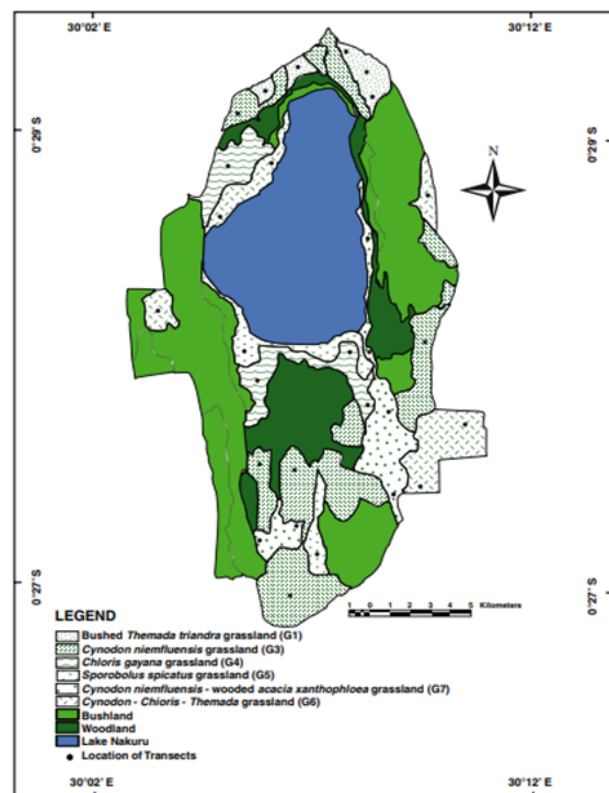 30°02' E 30°12' E
0°29' S 0°29' S
N
0°27' S 0°27' S
1 0 1 2 3 4 5 Kilometers
LEGEND
Bushed Themada triandra grassland (G1)
Cynodon niemfluensis grassland (G3)
Chloris gayana grassland (G4)
Sporobolus spicatus grassland (G5)
Cynodon niemfluensis - wooded acacia xanthophloea grassland (G7)
Cynodon - Chioris - Themada grassland (G6)
Bushland
Woodland
Lake Nakuru
Location of Transects
30°02' E 30°12' E